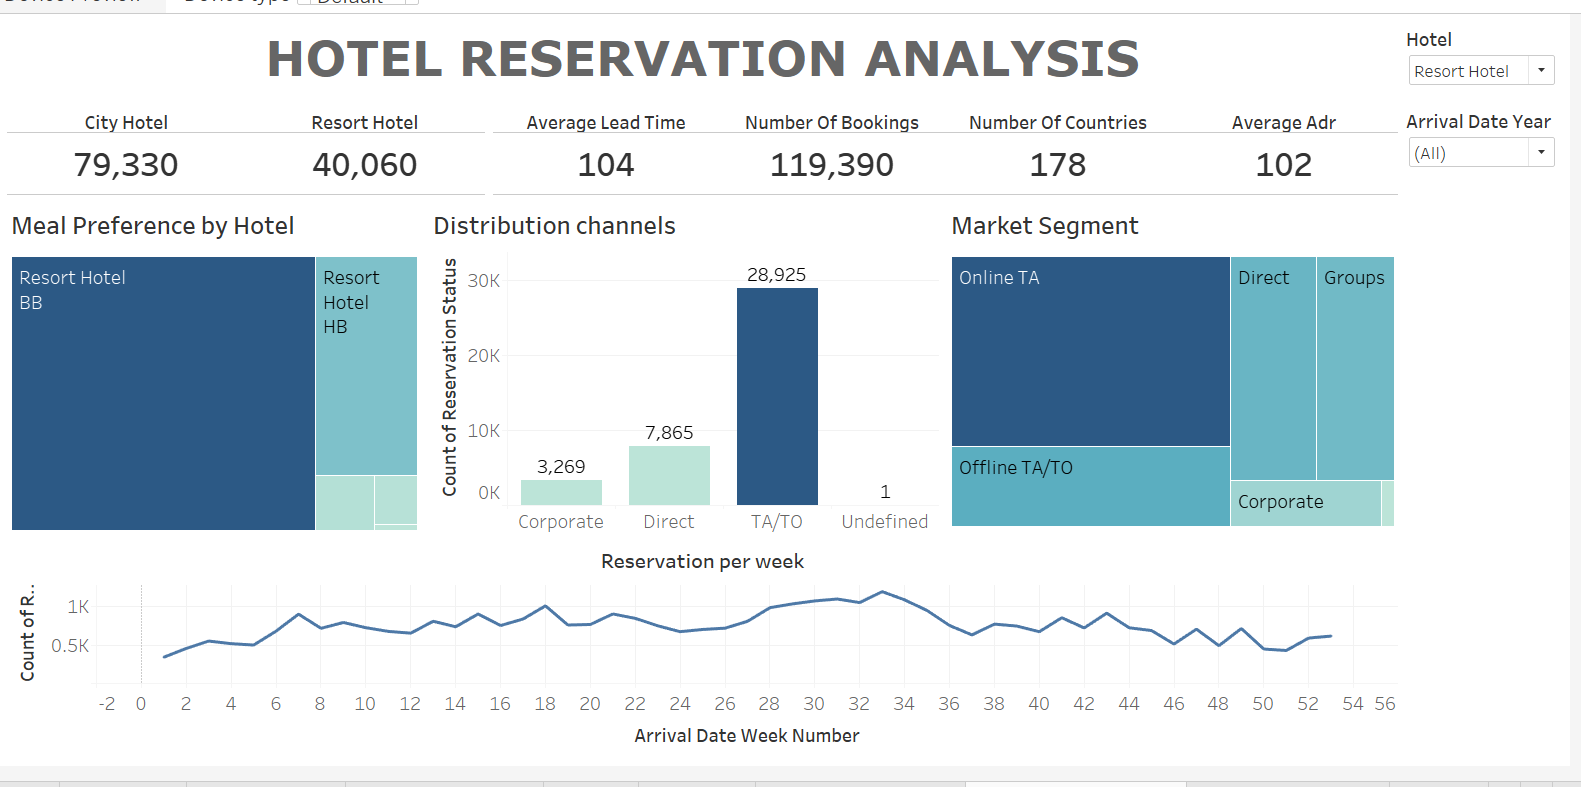 Device type
Default
HOTEL RESERVATION ANALYSIS
Hotel
Resort Hotel
Arrival Date Year
(All)
City Hotel
Resort Hotel
Average Lead Time
Number Of Bookings
Number Of Countries
Average Adr
79,330
40,060
104
119,390
178
102
Meal Preference by Hotel
Resort Hotel
BB
Resort
Hotel
HB
Distribution channels
Count of Reservation Status
30K
20K
10K
0K
3,269
7,865
28,925
1
Corporate
Direct
TA/TO
Undefined
Market Segment
Online TA
Direct
Groups
Offline TA/TO
Corporate
Reservation per week
Count of R..
1K
0.5K
-2 0 2 4 6 8 10 12 14 16 18 20 22 24 26 28 30 32 34 36 38 40 42 44 46 48 50 52 54 56
Arrival Date Week Number